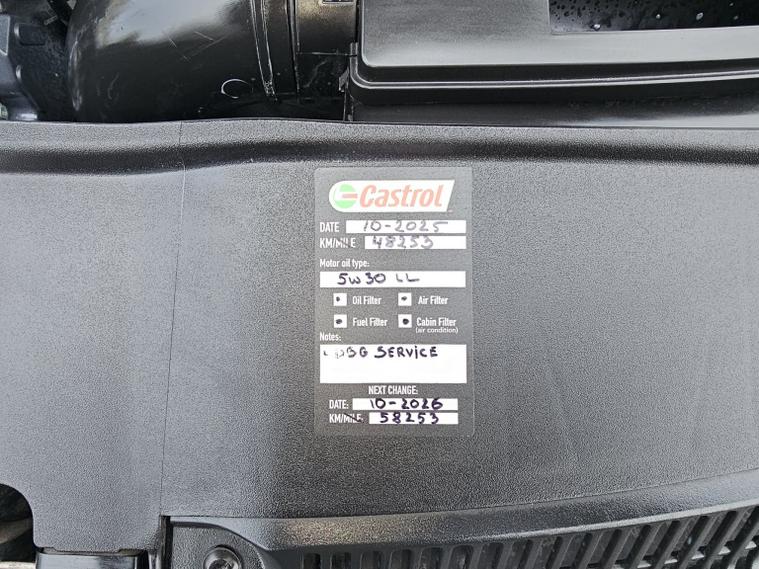 Castrol
DATE 10-2025
KM/MILE 48253
Motor oil type:
5W30 LL
Oil Filter Air Filter
Fuel Filter Cabin Filter
(air condition)
Notes:
SERVICE
NEXT CHANGE:
DATE: 10-2026
KM/MILE: 58253